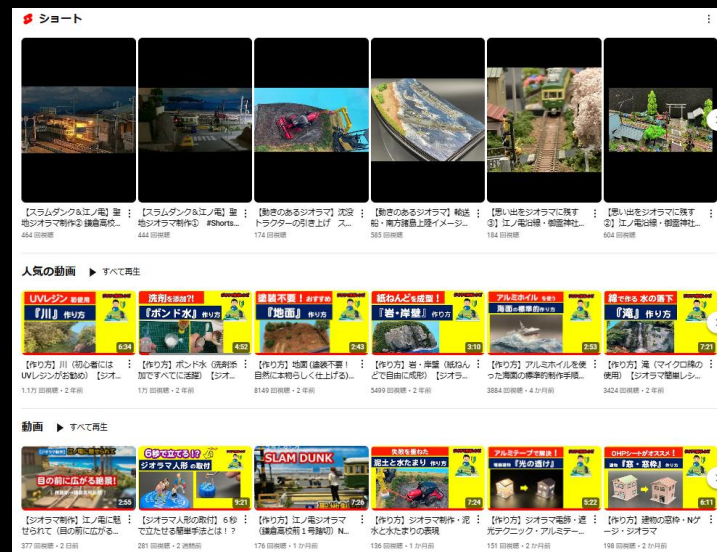 ショート
【スラムダンク&江ノ電】聖
地ジオラマ制作② 鎌倉高校...
464 回視聴
【スラムダンク&江ノ電】聖
地ジオラマ制作① #Shorts...
444 回視聴
【動きのあるジオラマ】沈没
トラクターの引き上げ ス...
174 回視聴
【動きのあるジオラマ】輸送
船・南方諸島上陸イメージ...
585 回視聴
【思い出をジオラマに残す
③】江ノ電沿線・御霊神社...
184 回視聴
【思い出をジオラマに残す
②】江ノ電沿線・御霊神社...
604 回視聴
人気の動画 すべて再生
UVレジン 初使用
『川』作り方
6:34
【作り方】川（初心者には
UVレジンがお勧め）【ジオ...
1.1万 回視聴・2 年前
洗剤を添加?!
『ボンド水』作り方
4:52
【作り方】ボンド水（洗剤添
加ですべてに活躍）【ジオ...
1万 回視聴・2 年前
塗装不要！おすすめ
『地面』作り方
2:43
【作り方】地面 (塗装不要！
自然に本物らしく仕上げる)...
8149 回視聴・2 年前
紙ねんどを成型！
『岩・岸壁』作り方
3:10
【作り方】岩・岸壁（紙ねん
どで自由に成形）【ジオラ...
5499 回視聴・2 年前
アルミホイル を使う
海面の標準的作り方
2:53
【作り方】アルミホイルを使
った海面の標準的制作手順...
3884 回視聴・4 か月前
綿で作る 水の落下
『滝』作り方
7:21
【作り方】滝（マイクロ綿の
使用）【ジオラマ簡単レシ...
3424 回視聴・2 年前
動画 すべて再生
目の前に広がる絶景!
2:55
【ジオラマ制作】江ノ電に魅
せられて（目の前に広がる...
377 回視聴・2 日前
6秒で立てる!?
ジオラマ人形 の取付
9:21
【ジオラマ人形の取付】６秒
で立たせる簡単手法とは！？
281 回視聴・2 週間前
SLAM DUNK
7:26
【作り方】江ノ電ジオラマ
（鎌倉高校前１号踏切）N...
176 回視聴・1 か月前
失敗を重ねた
泥土と水たまり 作り方
7:24
【作り方】ジオラマ制作・泥
水と水たまりの表現
136 回視聴・1 か月前
アルミテープで解決！
『光の透け』
5:22
【作り方】ジオラマ電飾・遮
光テクニック・アルミテー...
151 回視聴・2 か月前
OHPシートがオススメ！
『窓・窓枠』作り方
6:11
【作り方】建物の窓枠・Nゲ
ージ・ジオラマ
198 回視聴・2 か月前